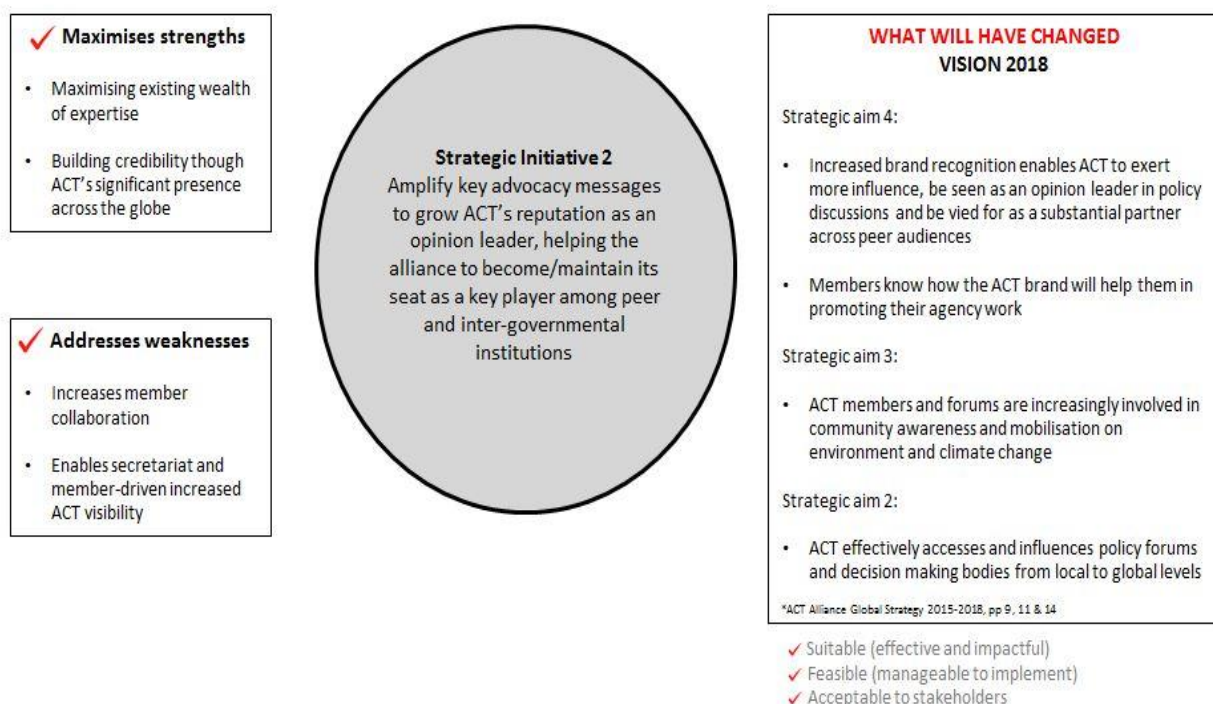 Maximises strengths
• Maximising existing wealth
of expertise
• Building credibility though
ACT's significant presence
across the globe
Addresses weaknesses
• Increases member
collaboration
• Enables secretariat and
member-driven increased
ACT visibility
Strategic Initiative 2
Amplify key advocacy messages
to grow ACT's reputation as an
opinion leader, helping the
alliance to become/maintain its
seat as a key player among peer
and inter-governmental
institutions
WHAT WILL HAVE CHANGED
VISION 2018
Strategic aim 4:
• Increased brand recognition enables ACT to exert
more influence, be seen as an opinion leader in policy
discussions and be vied for as a substantial partner
across peer audiences
• Members know how the ACT brand will help them in
promoting their agency work
Strategic aim 3:
• ACT members and forums are increasingly involved in
community awareness and mobilisation on
environment and climate change
Strategic aim 2:
• ACT effectively accesses and influences policy forums
and decision making bodies from local to global levels
*ACT Alliance Global Strategy 2015-2018, pp 9, 11 & 14
✓ Suitable (effective and impactful)
✓ Feasible (manageable to implement)
✓ Acceptable to stakeholders